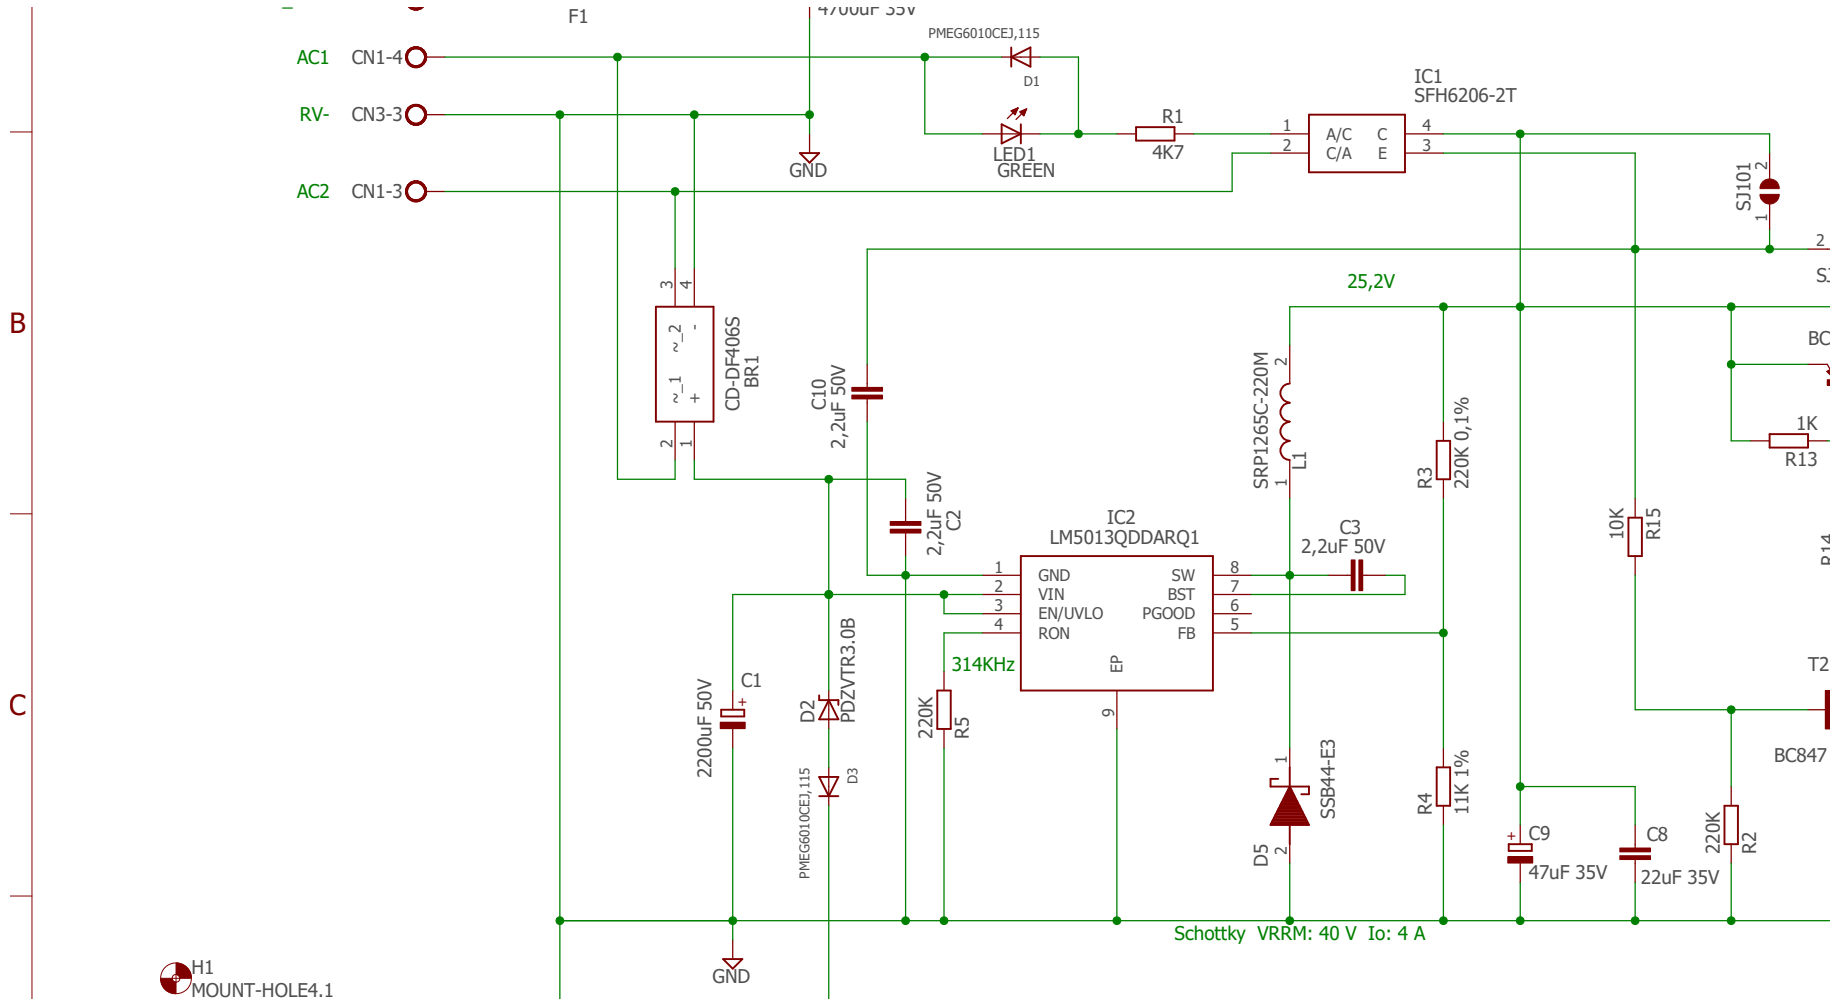 4700uF 35V
F1
PMEG6010CEJ,115
AC1 CN1-4
D1
IC1
SFH6206-2T
RV- CN3-3
R1
4K7
1 A/C C 4
2 C/A E 3
GND
LED1
GREEN
AC2 CN1-3
SJ101
2
1
2
SJ
25,2V
3
4
~_2
-
~_1
+
2
1
CD-DF406S
BR1
B
C10
2,2uF 50V
SRP1265C-220M
L1
2
1
R3
220K 0,1%
BC
1K
R13
2,2uF 50V
C2
IC2
LM5013QDDARQ1
C3
2,2uF 50V
10K
R15
R14
1 GND SW 8
2 VIN BST 7
3 EN/UVLO PGOOD 6
4 RON FB 5
EP
9
314KHz
C
C1
2200uF 50V
D2
PDZVTR3.0B
220K
R5
T2
BC847
PMEG6010CEJ,115
D3
1
SSB44-E3
D5
2
R4
11K 1%
C9
47uF 35V
C8
22uF 35V
220K
R2
+
+
Schottky VRRM: 40 V Io: 4 A
GND
H1
MOUNT-HOLE4.1